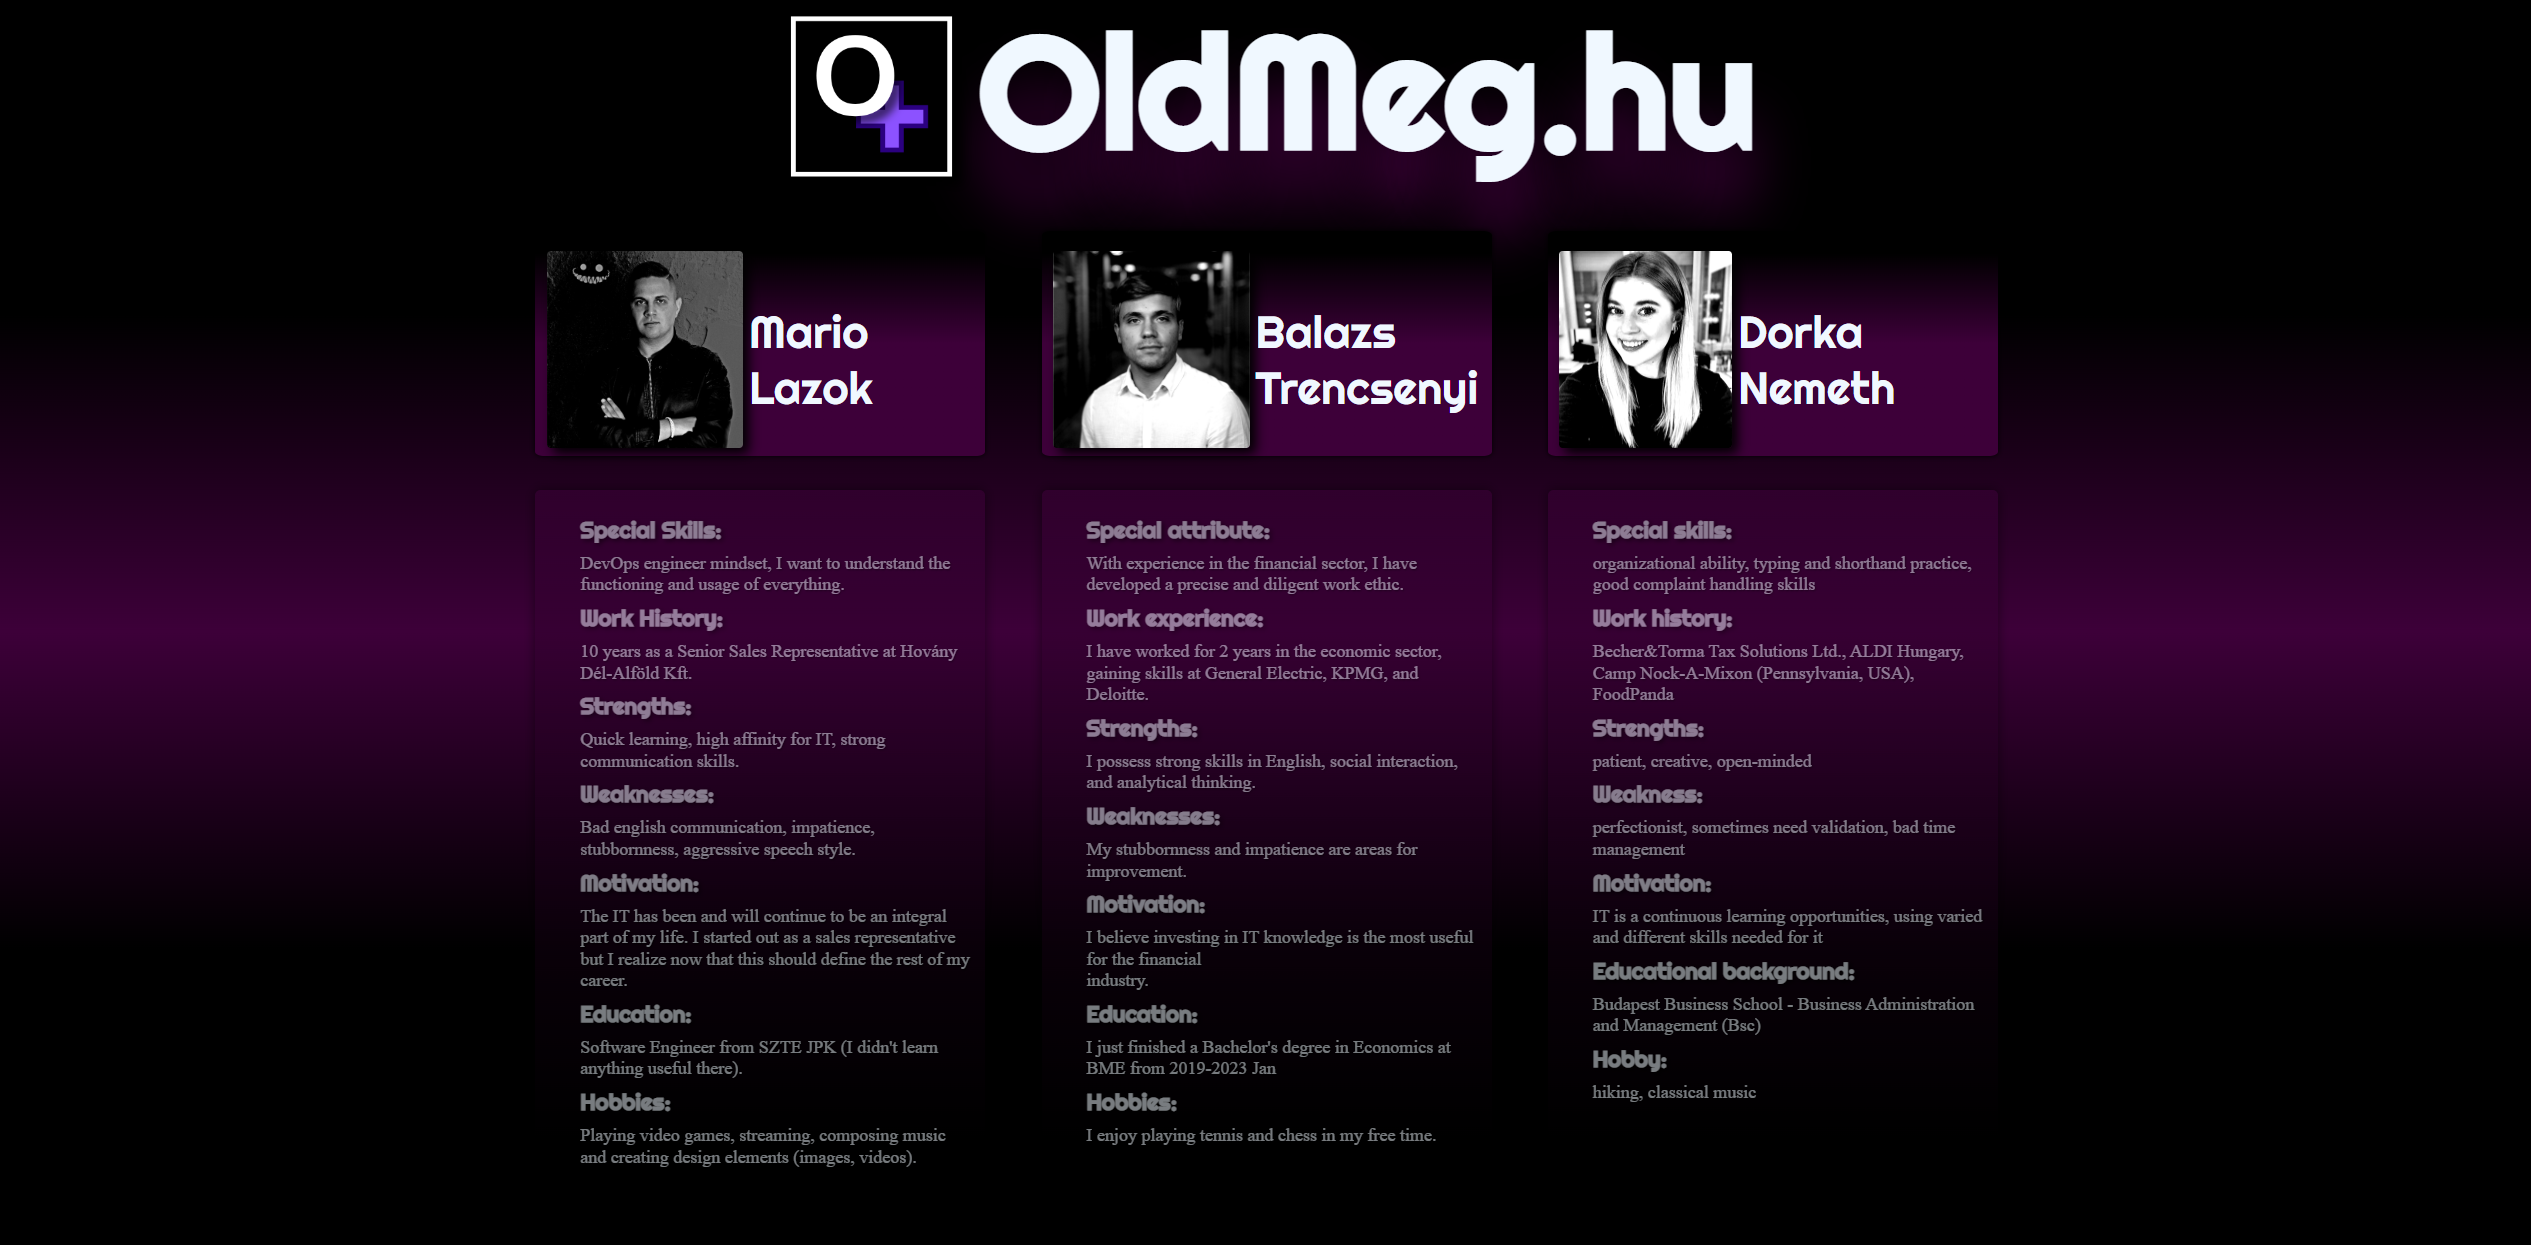 O+ OldMeg.hu
Mario
Lazok
Special Skills:
DevOps engineer mindset, I want to understand the
functioning and usage of everything.
Work History:
10 years as a Senior Sales Representative at Hovány
Dél-Alföld Kft.
Strengths:
Quick learning, high affinity for IT, strong
communication skills.
Weaknesses:
Bad english communication, impatience,
stubbornness, aggressive speech style.
Motivation:
The IT has been and will continue to be an integral
part of my life. I started out as a sales representative
but I realize now that this should define the rest of my
career.
Education:
Software Engineer from SZTE JPK (I didn't learn
anything useful there).
Hobbies:
Playing video games, streaming, composing music
and creating design elements (images, videos).
Balazs
Trencsenyi
Special attribute:
With experience in the financial sector, I have
developed a precise and diligent work ethic.
Work experience:
I have worked for 2 years in the economic sector,
gaining skills at General Electric, KPMG, and
Deloitte.
Strengths:
I possess strong skills in English, social interaction,
and analytical thinking.
Weaknesses:
My stubbornness and impatience are areas for
improvement.
Motivation:
I believe investing in IT knowledge is the most useful
for the financial
industry.
Education:
I just finished a Bachelor's degree in Economics at
BME from 2019-2023 Jan
Hobbies:
I enjoy playing tennis and chess in my free time.
Dorka
Nemeth
Special skills:
organizational ability, typing and shorthand practice,
good complaint handling skills
Work history:
Becher&Torma Tax Solutions Ltd., ALDI Hungary,
Camp Nock-A-Mixon (Pennsylvania, USA),
FoodPanda
Strengths:
patient, creative, open-minded
Weakness:
perfectionist, sometimes need validation, bad time
management
Motivation:
IT is a continuous learning opportunities, using varied
and different skills needed for it
Educational background:
Budapest Business School - Business Administration
and Management (Bsc)
Hobby:
hiking, classical music